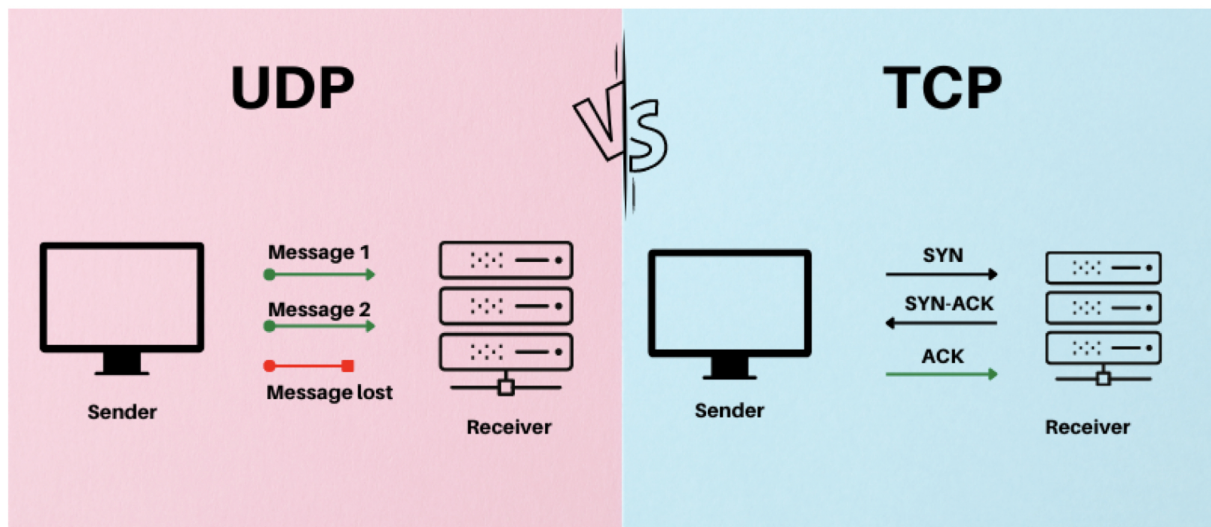 UDP
VS
TCP
Message 1
Message 2
Message lost
Sender
Receiver
SYN
SYN-ACK
ACK
Sender
Receiver